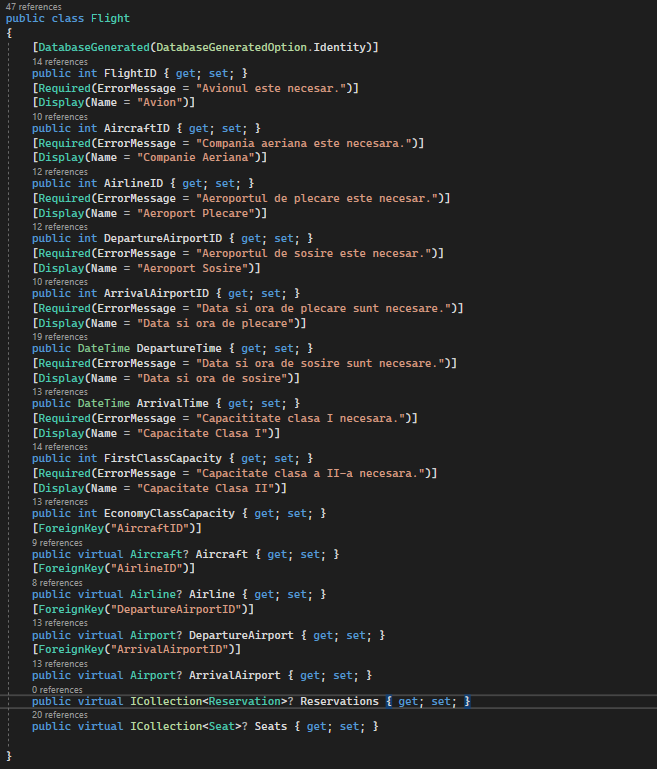 47 references
public class Flight
{
[DatabaseGenerated(DatabaseGeneratedOption.Identity)]
14 references
public int FlightID { get; set; }
[Required(ErrorMessage = "Avionul este necesar.")]
[Display(Name = "Avion")]
10 references
public int AircraftID { get; set; }
[Required(ErrorMessage = "Compania aeriana este necesara.")]
[Display(Name = "Companie Aeriana")]
12 references
public int AirlineID { get; set; }
[Required(ErrorMessage = "Aeroportul de plecare este necesar.")]
[Display(Name = "Aeroport Plecare")]
12 references
public int DepartureAirportID { get; set; }
[Required(ErrorMessage = "Aeroportul de sosire este necesar.")]
[Display(Name = "Aeroport Sosire")]
10 references
public int ArrivalAirportID { get; set; }
[Required(ErrorMessage = "Data si ora de plecare sunt necesare.")]
[Display(Name = "Data si ora de plecare")]
19 references
public DateTime DepartureTime { get; set; }
[Required(ErrorMessage = "Data si ora de sosire sunt necesare.")]
[Display(Name = "Data si ora de sosire")]
13 references
public DateTime ArrivalTime { get; set; }
[Required(ErrorMessage = "Capacititate clasa I necesara.")]
[Display(Name = "Capacitate Clasa I")]
14 references
public int FirstClassCapacity { get; set; }
[Required(ErrorMessage = "Capacitate clasa a II-a necesara.")]
[Display(Name = "Capacitate Clasa II")]
13 references
public int EconomyClassCapacity { get; set; }
[ForeignKey("AircraftID")]
9 references
public virtual Aircraft? Aircraft { get; set; }
[ForeignKey("AirlineID")]
8 references
public virtual Airline? Airline { get; set; }
[ForeignKey("DepartureAirportID")]
13 references
public virtual Airport? DepartureAirport { get; set; }
[ForeignKey("ArrivalAirportID")]
13 references
public virtual Airport? ArrivalAirport { get; set; }
0 references
public virtual ICollection<Reservation>? Reservations { get; set; }
20 references
public virtual ICollection<Seat>? Seats { get; set; }
}